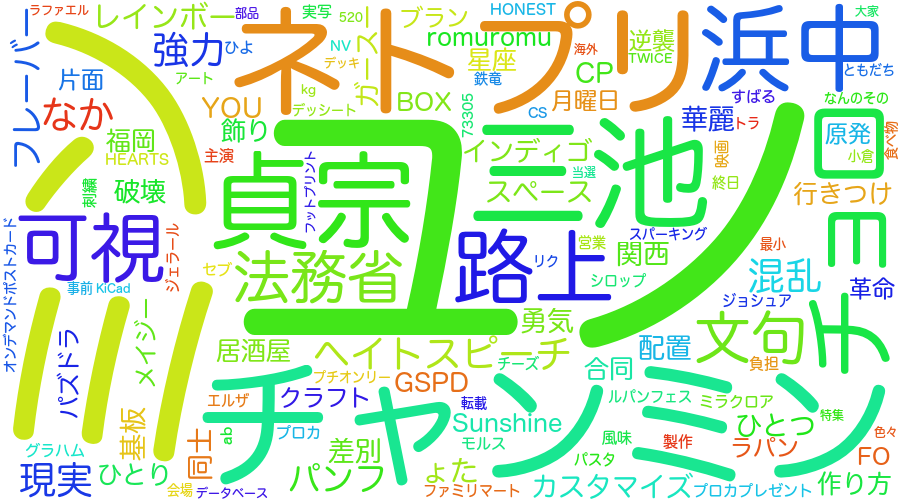 ラファエル
部品
実写
520
ブラン
HONEST
海外
逆襲
TWICE
浜中
大家
レインボー
ネトプリ
強力
ひよ
NV
デッキ
ガースー
romuromu
星座
鉄竜
CP
ともだち
フレーバー
片面
アート
kg
デッシート
BOX
CS
月曜日
すばる
なんのその
なか
YOU
飾り
73305
華麗
トラ
ヨロ
原発
食べ物
福岡
HEARTS
主演
貞宗
ユン
三池
インディゴ
映画
小倉
刺繍
破壊
フットプリント
スペース
当選
終日
行きつけ
可視
法務省
路上
営業
スパーキング
関西
最小
チョ
オンデマンドポストカード
事前
KiCad
ジェラール
セブ
リク
シロップ
混乱
ジョシュア
革命
ソ
パズドラ
メイジー
居酒屋
ヘイトスピーチ
勇気
配置
文句
負担
チャンミン
プチオンリー
チーズ
合同
GSPD
エルザ
クラフト
転載
ルパンフェス
ミラクロア
ひとつ
特集
基板
ab
プロカ
Sunshine
モルス
風味
製作
ラパン
色々
グラハム
同士
差別
ょた
パスタ
FO
現実
ひとり
会場
データベース
パンフ
ファミリマート
カスタマイズ
プロカプレゼント
作り方